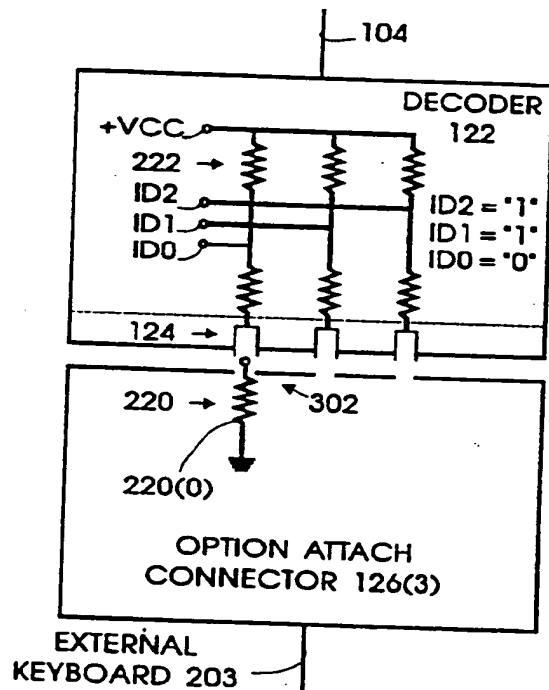 104
DECODER
122
+VCC
222
ID2
ID1
ID0
ID2 = "1"
ID1 = "1"
ID0 = "0"
124
220
302
220(0)
OPTION ATTACH
CONNECTOR 126(3)
EXTERNAL
KEYBOARD 203